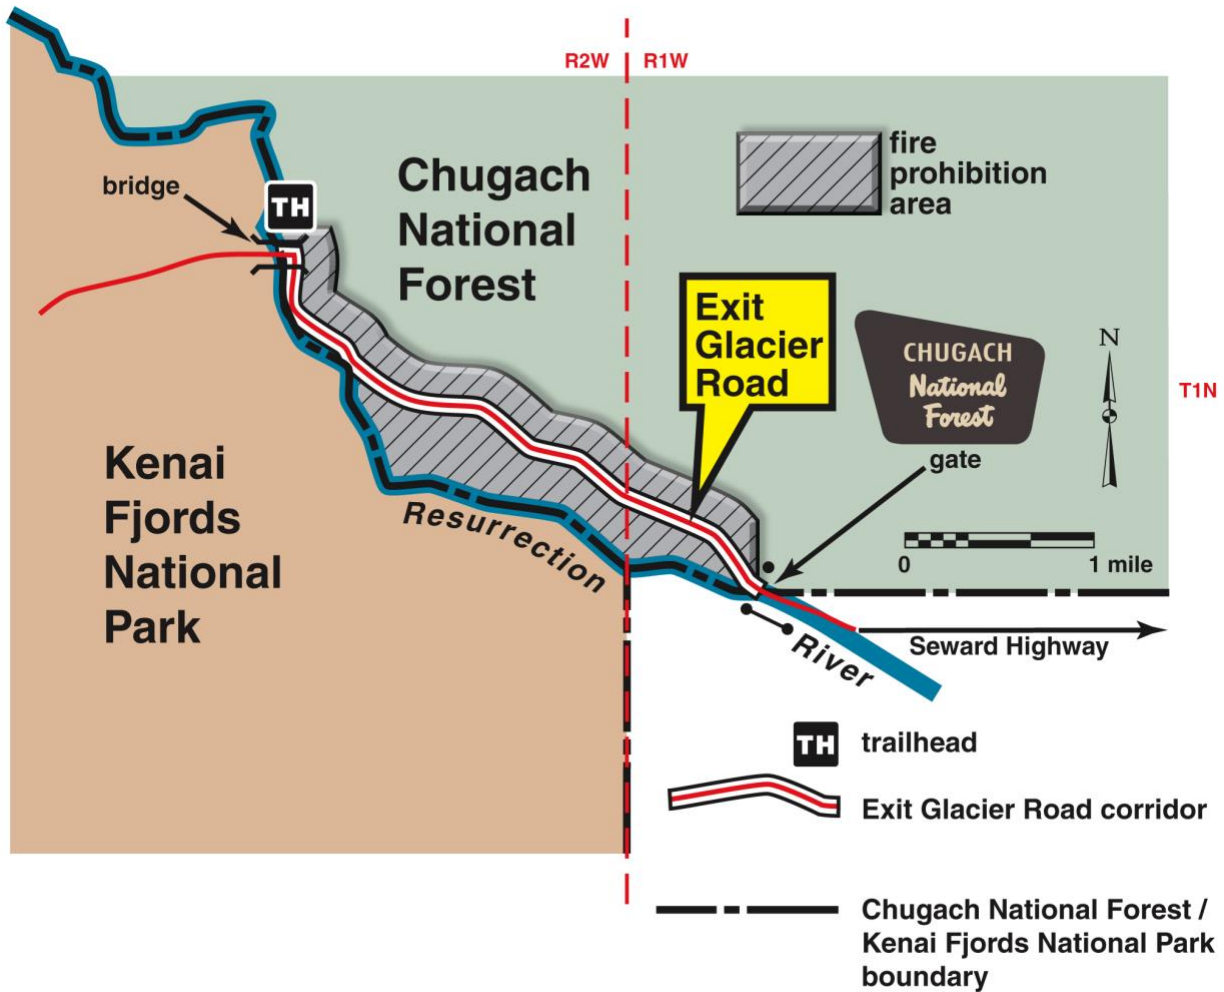 R2W
R1W
fire
prohibition
area
bridge
TH
Chugach
National
Forest
Exit
Glacier
Road
CHUGACH
National
Forest
N
T1N
gate
Kenai
Fjords
National
Park
Resurrection
River
0
1 mile
Seward Highway
TH
trailhead
Exit Glacier Road corridor
Chugach National Forest /
Kenai Fjords National Park
boundary